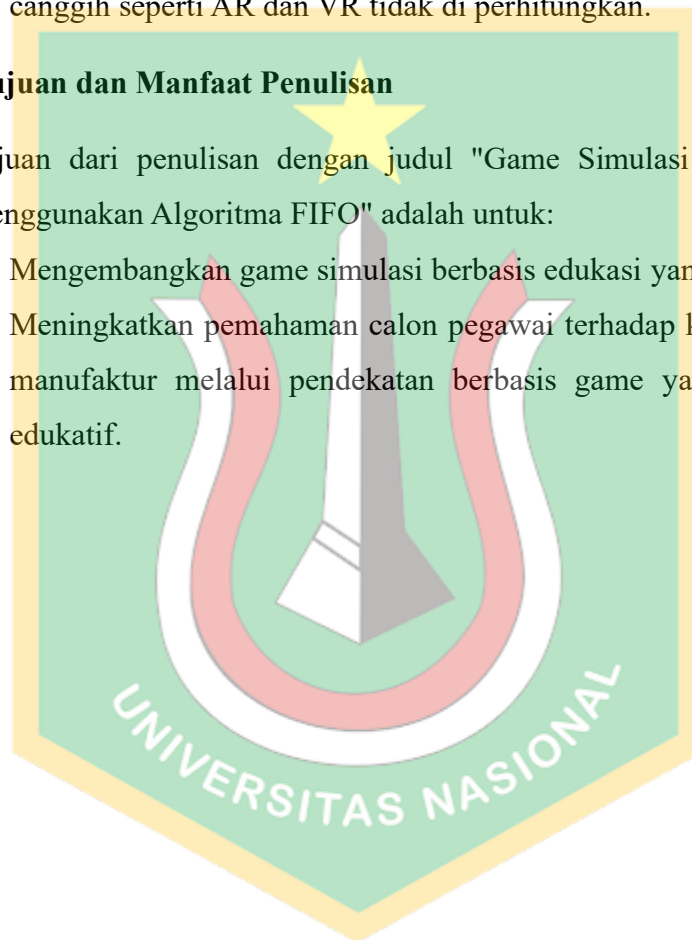 canggih seperti AR dan VR tidak di perhitungkan.
ujuan dan Manfaat Penulisan
juan dari penulisan dengan judul "Game Simulasi
enggunakan Algoritma FIFO" adalah untuk:
Mengembangkan game simulasi berbasis edukasi yan
Meningkatkan pemahaman calon pegawai terhadap k
manufaktur melalui pendekatan berbasis game ya
edukatif.
UNIVERSITAS NASIONAL